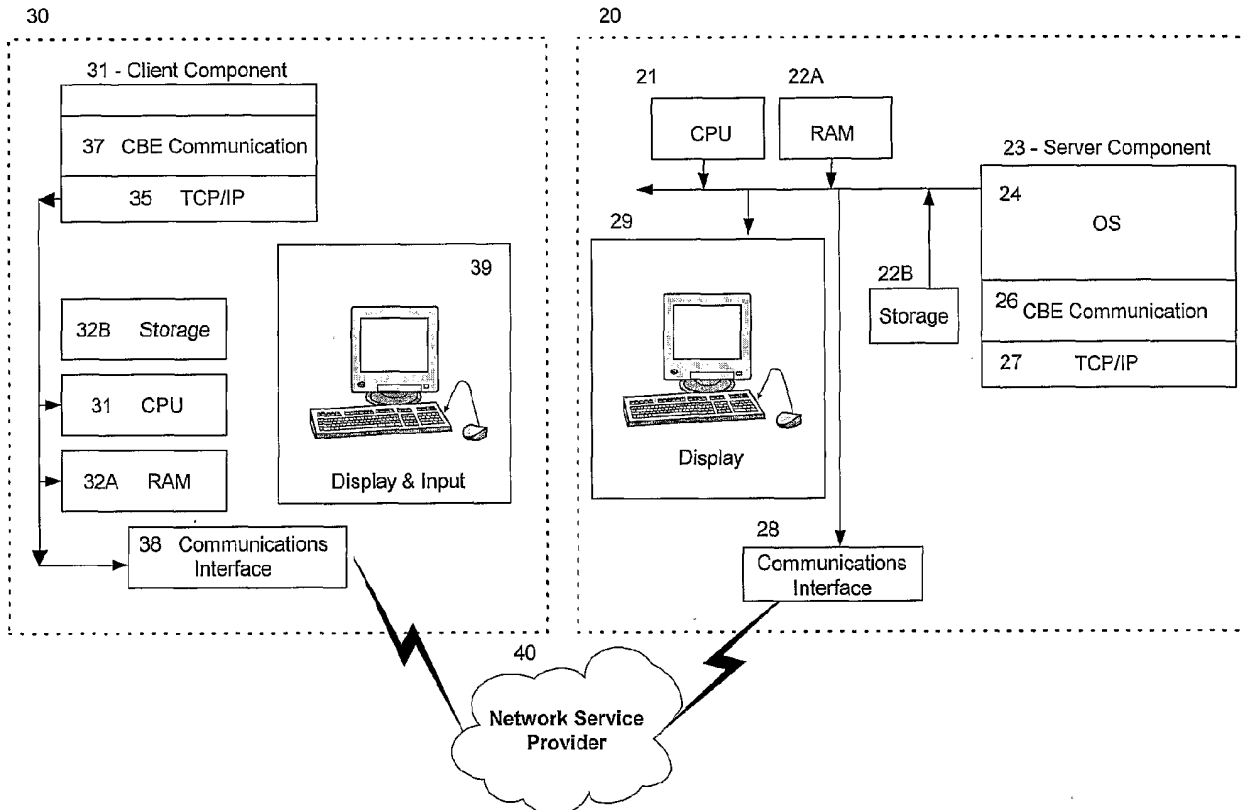 30
31 - Client Component
37 CBE Communication
35 TCP/IP
39
32B Storage
31 CPU
32A RAM
Display & Input
38 Communications
Interface
20
21
22A
CPU
RAM
23 - Server Component
24
OS
29
22B
Storage
26 CBE Communication
27 TCP/IP
Display
28
Communications
Interface
40
Network Service
Provider